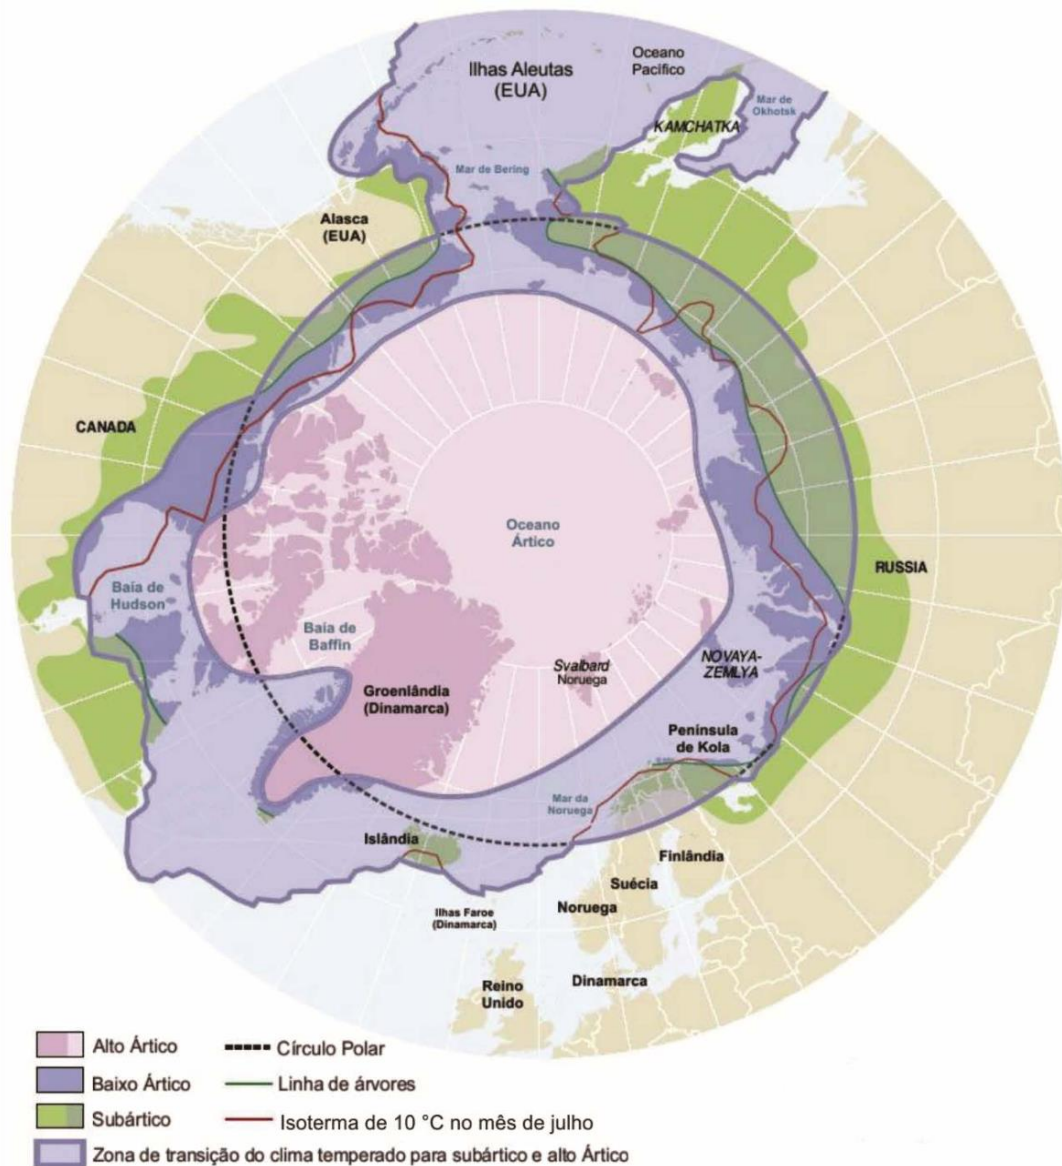 Ilhas Aleutas
(EUA)
Oceano
Pacífico
Mar de
Okhotsk
KAMCHATKA
Mar de Bering
Alasca
(EUA)
CANADA
Oceano
Ártico
RUSSIA
Baía de
Hudson
Baía de
Baffin
Groenlândia
(Dinamarca)
Svalbard
Noruega
NOVAYA-
ZEMLYA
Península
de Kola
Mar da
Noruega
Islândia
Finlândia
Suécia
Noruega
Ilhas Faroe
(Dinamarca)
Reino
Unido
Dinamarca
Alto Ártico
Círculo Polar
Baixo Ártico
Linha de árvores
Subártico
Isoterma de 10 °C no mês de julho
Zona de transição do clima temperado para subártico e alto Ártico